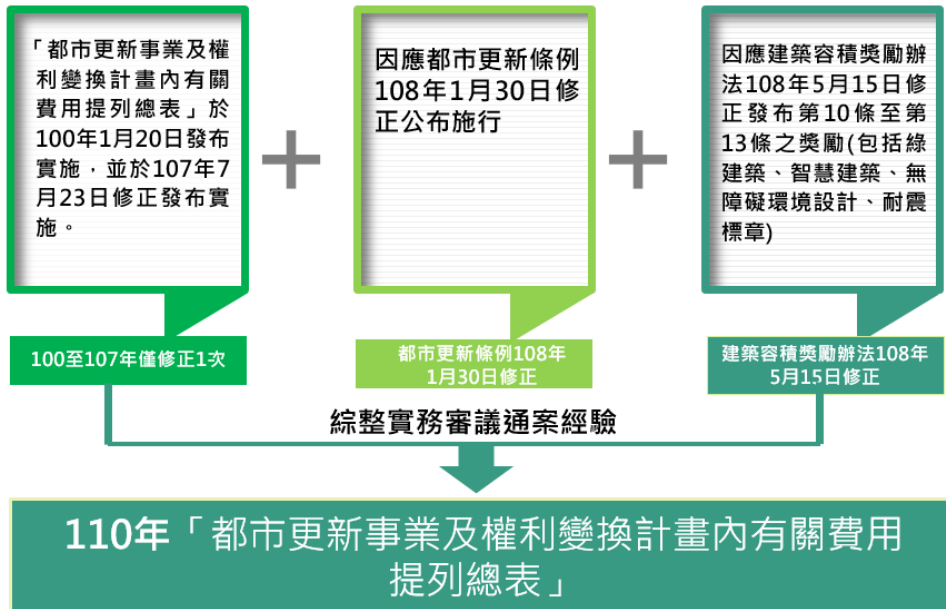 「都市更新事業及權
利變換計畫內有關
費用提列總表」於
100年1月20日發布
實施，並於107年7
月23日修正發布實
施。
+
因應都市更新條例
108年1月30日修
正公布施行
+
因應建築容積獎勵辦
法108年5月15日修
正發布第10條至第
13條之獎勵(包括綠
建築、智慧建築、無
障礙環境設計、耐震
標章)
100至107年僅修正1次
都市更新條例108年
1月30日修正
建築容積獎勵辦法108年
5月15日修正
綜整實務審議通案經驗
110年「都市更新事業及權利變換計畫內有關費用
提列總表」